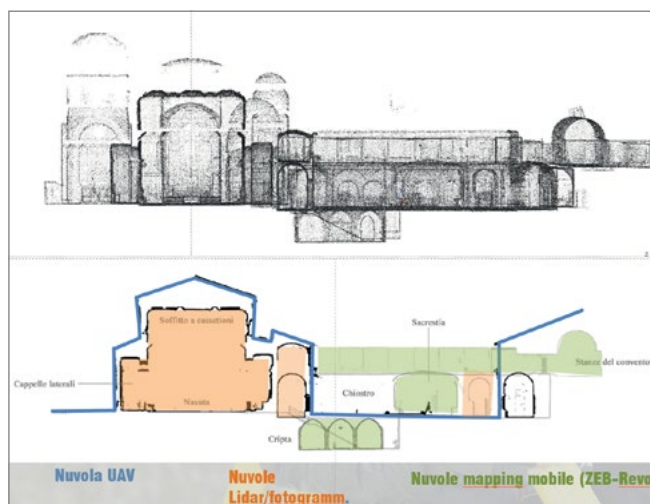 Soffitto a cassettoni
Sacrestia
Stanze del convento
Cappelle laterali
Chiostro
Navata
Cripta
Nuvola UAV
Nuvole
Lidar/fotogramm.
Nuvole mapping mobile (ZEB-Revo